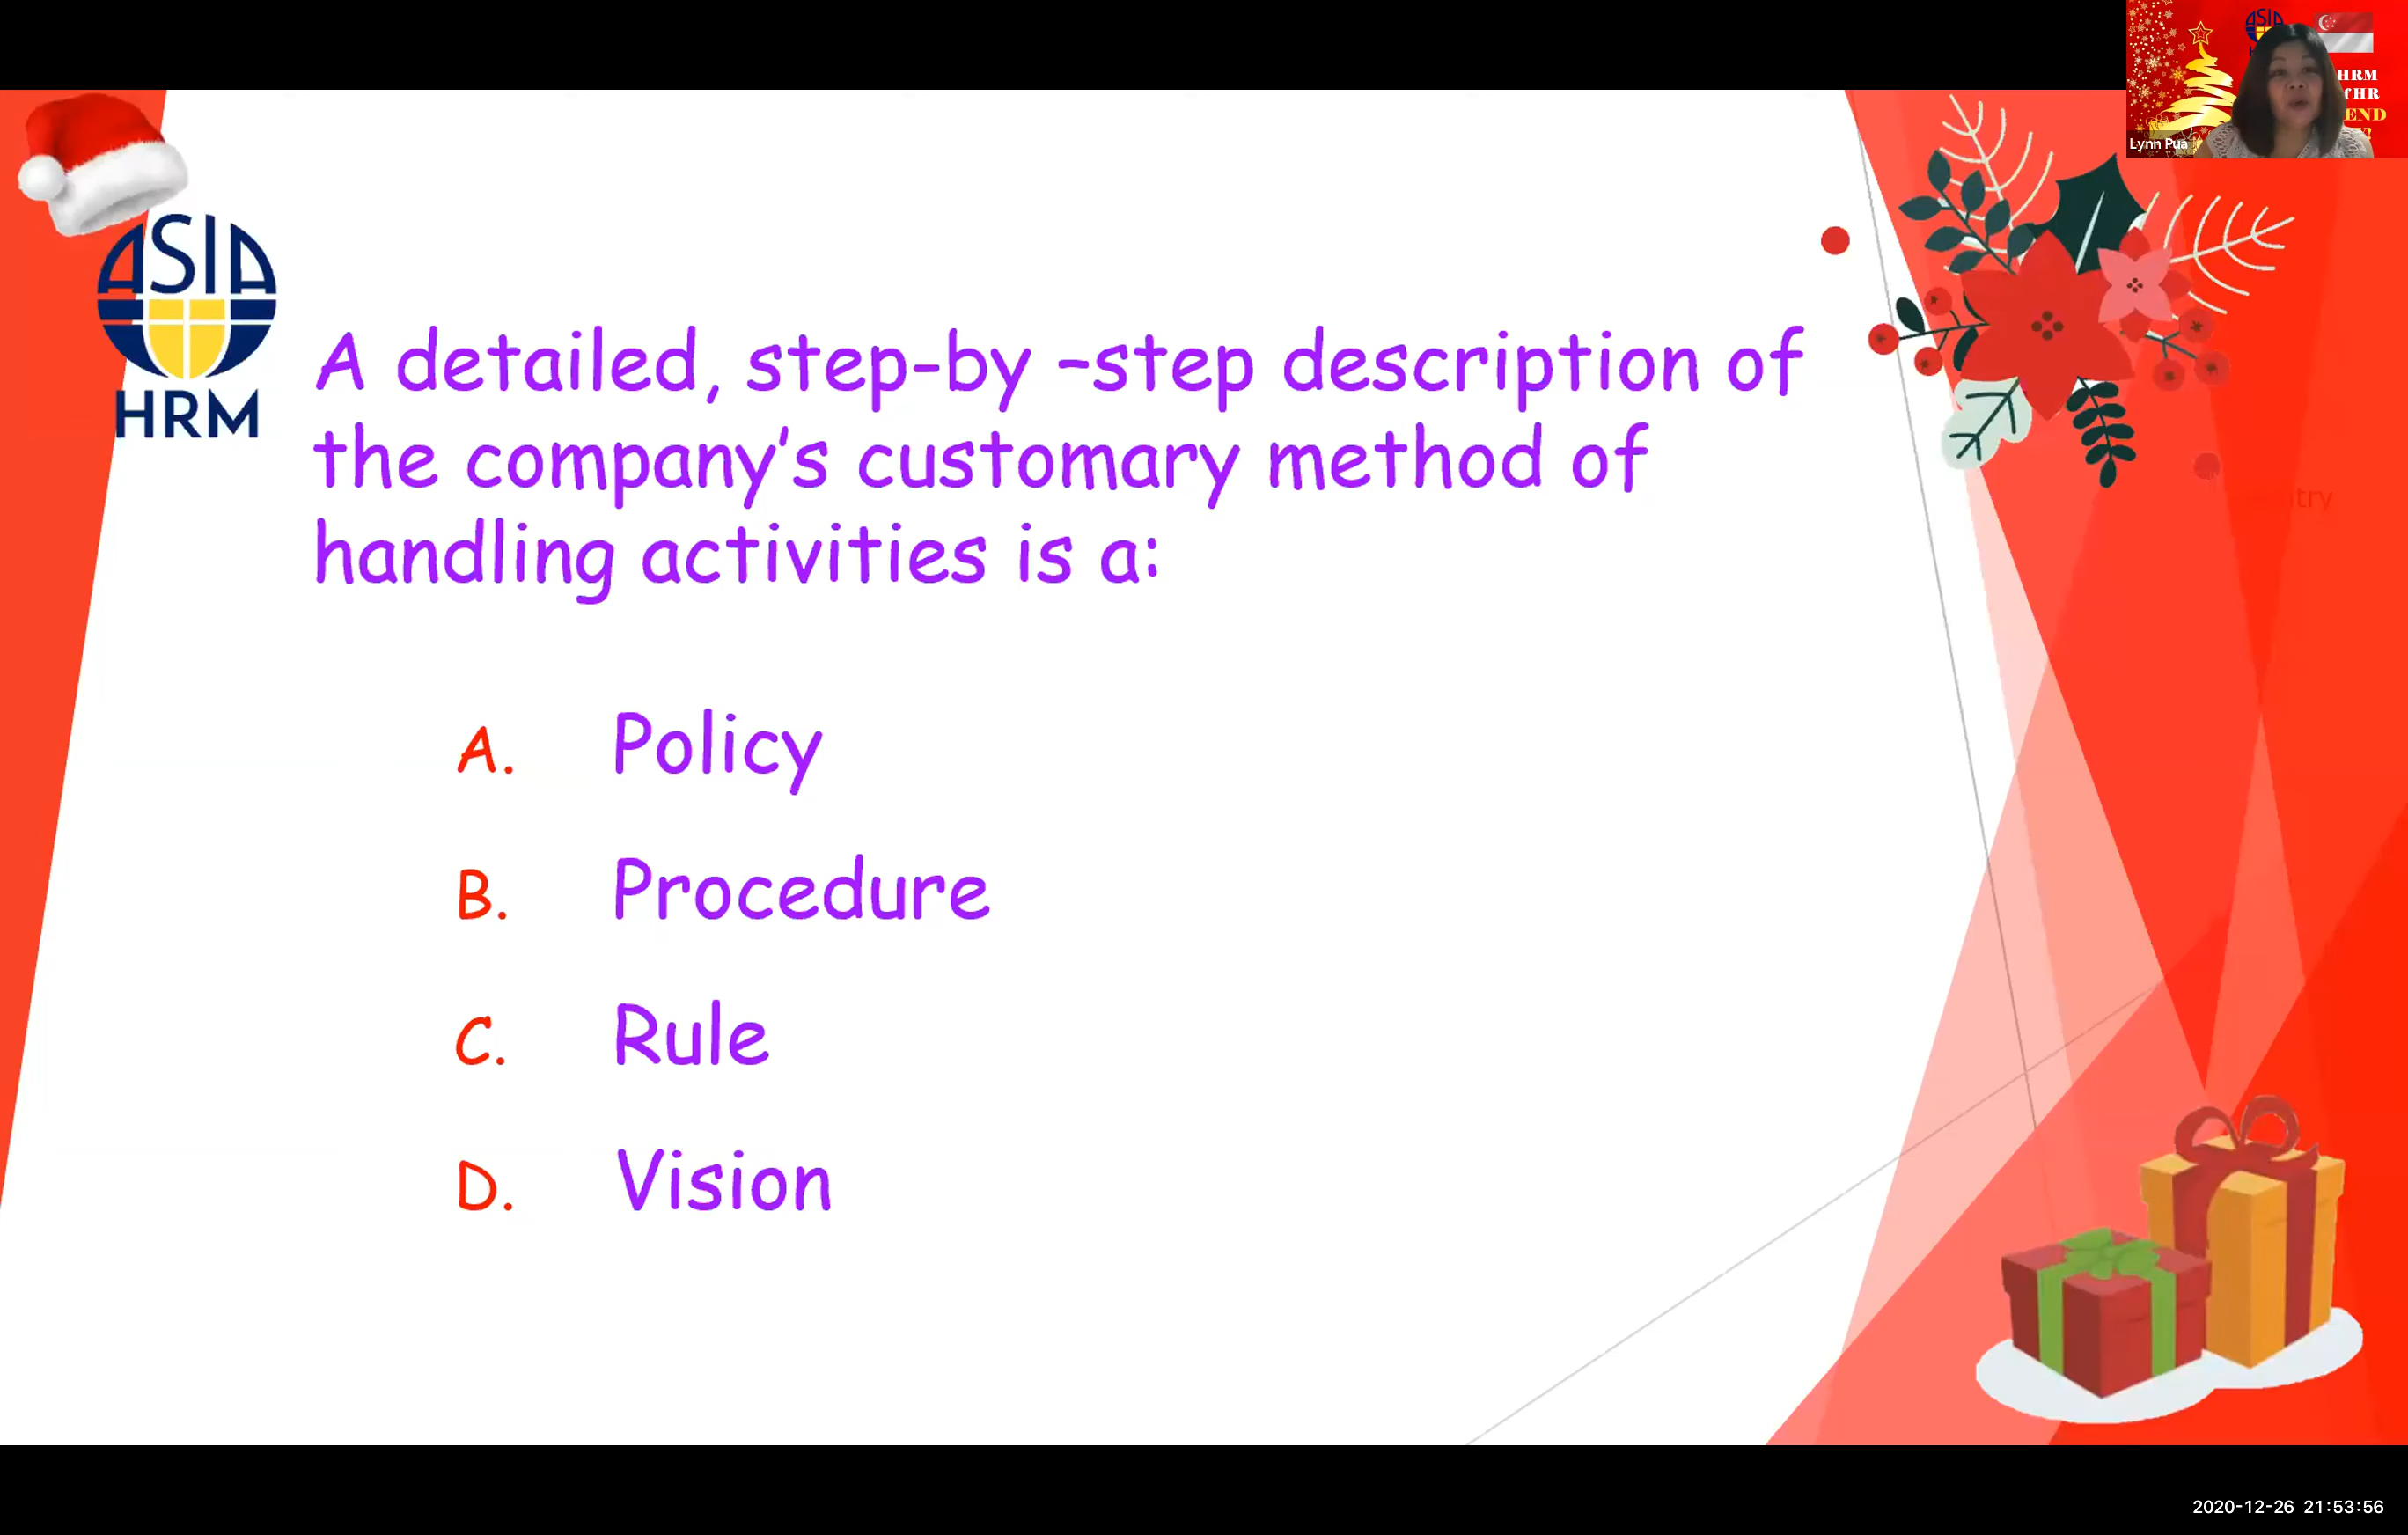 ASIA
HRM
A detailed, step-by –step description of
the company’s customary method of
handling activities is a:
A. Policy
B. Procedure
C. Rule
D. Vision
ASIA
HRM
HR
END
Lynn Pua
2020-12-26 21:53:56